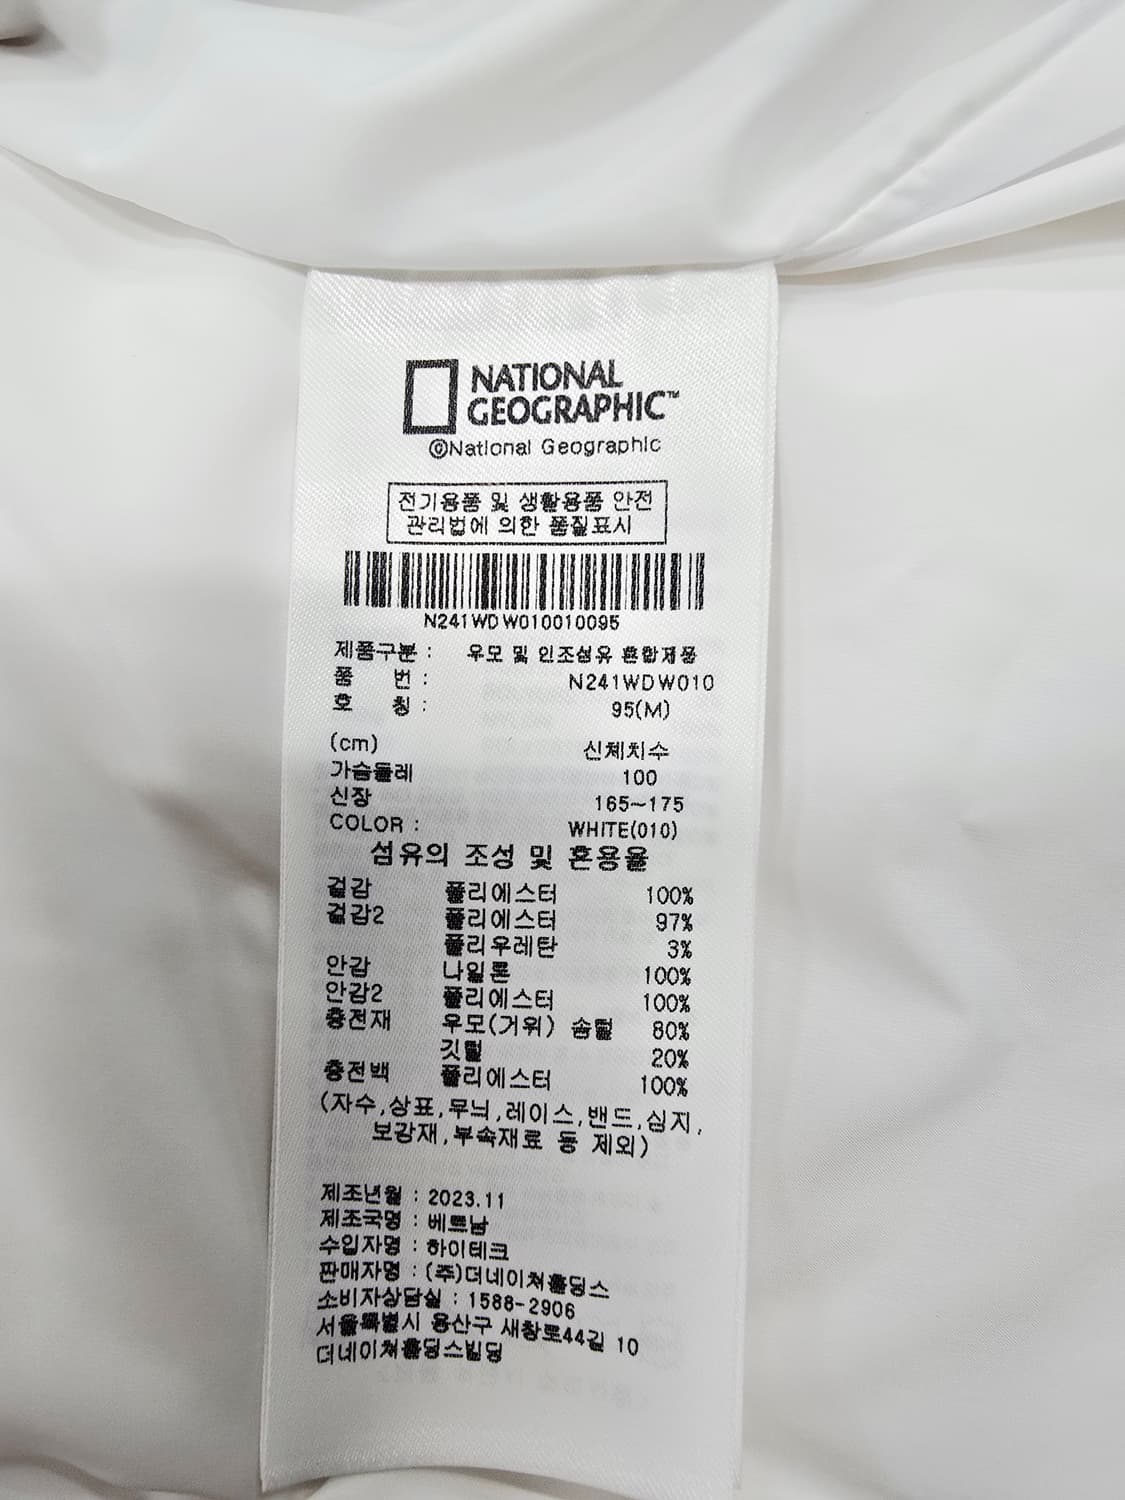 NATIONAL
GEOGRAPHIC™
©National Geographic
전기용품 및 생활용품 안전
관리법에 의한 품질표시
N241WDW010010095
제품구분 : 우모 및 인조섬유 혼합제품
품 번 : N241WDW010
호 칭 : 95(M)
(cm) 신체치수
가슴둘레 100
신장 165~175
COLOR : WHITE(010)
섬유의 조성 및 혼용율
겉감 폴리에스터 100%
겉감2 폴리에스터 97%
폴리우레탄 3%
안감 나일론 100%
안감2 폴리에스터 100%
충전재 우모(거위) 솜털 80%
깃털 20%
충전백 폴리에스터 100%
(자수,상표,무늬,레이스,밴드,심지,
보강재,부속재료 등 제외)
제조년월 : 2023.11
제조국명 : 베트남
수입자명 : 하이테크
판매자명 : (주)더네이쳐홀딩스
소비자상담실 : 1588-2906
서울특별시 용산구 새창로44길 10
더네이쳐홀딩스빌딩